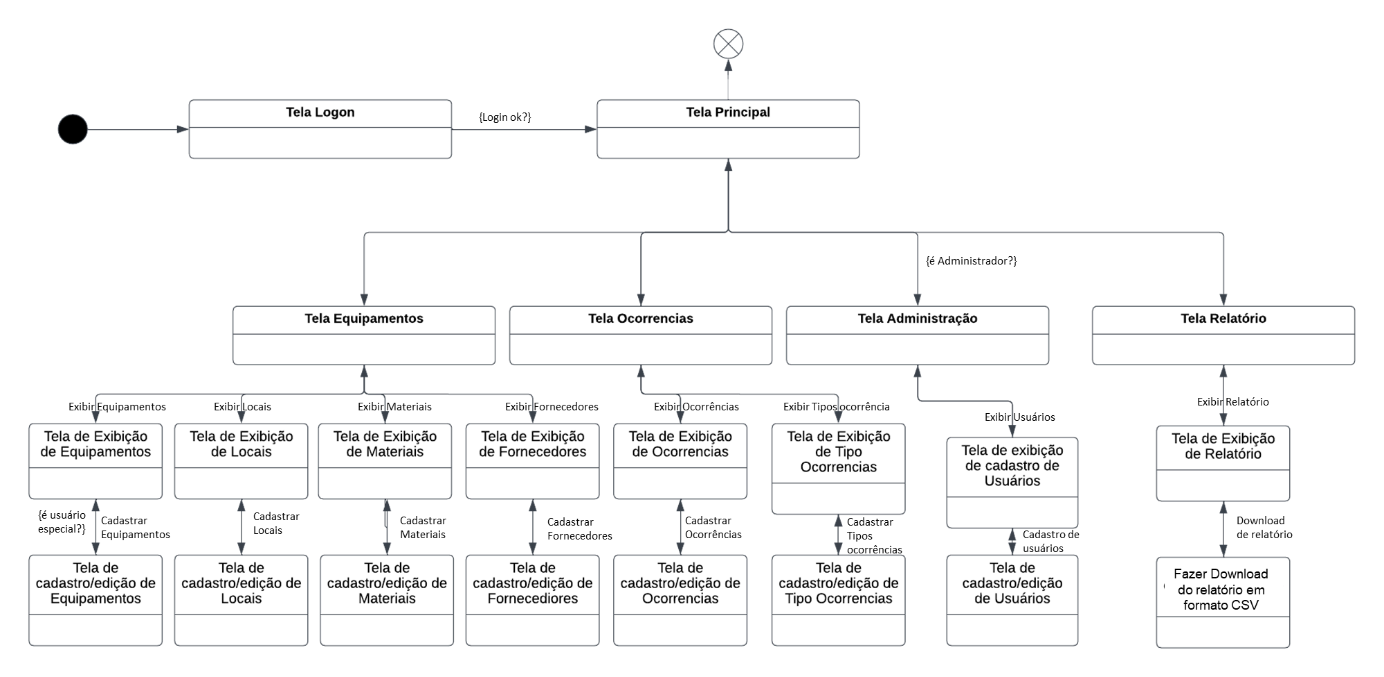 Tela Logon
{Login ok?}
Tela Principal
{é Administrador?}
Tela Equipamentos
Tela Ocorrencias
Tela Administração
Tela Relatório
Exibir Equipamentos
Exibir Locais
Exibir Materiais
Exibir Fornecedores
Exibir Ocorrências
Exibir Tipos ocorrência
Exibir Usuários
Exibir Relatório
Tela de Exibição
de Equipamentos
Tela de Exibição
de Locais
Tela de Exibição
de Materiais
Tela de Exibição
de Fornecedores
Tela de Exibição
de Ocorrencias
Tela de Exibição
de Tipo
Ocorrencias
Tela de exibição
de cadastro de
Usuários
Tela de Exibição
de Relatório
{é usuário
especial?}
Cadastrar
Equipamentos
Cadastrar
Locais
Cadastrar
Materiais
Cadastrar
Fornecedores
Cadastrar
Ocorrências
Cadastrar
Tipos
ocorrências
Cadastro de
usuários
Download
de relatório
Tela de
cadastro/edição de
Equipamentos
Tela de
cadastro/edição de
Locais
Tela de
cadastro/edição de
Materiais
Tela de
cadastro/edição de
Fornecediores
Tela de
cadastro/edição de
Ocorrencias
Tela de
cadastro/edição de
Tipo Ocorrencias
Tela de
cadastro/edição
de Usuários
Fazer Download
do relatório em
formato CSV